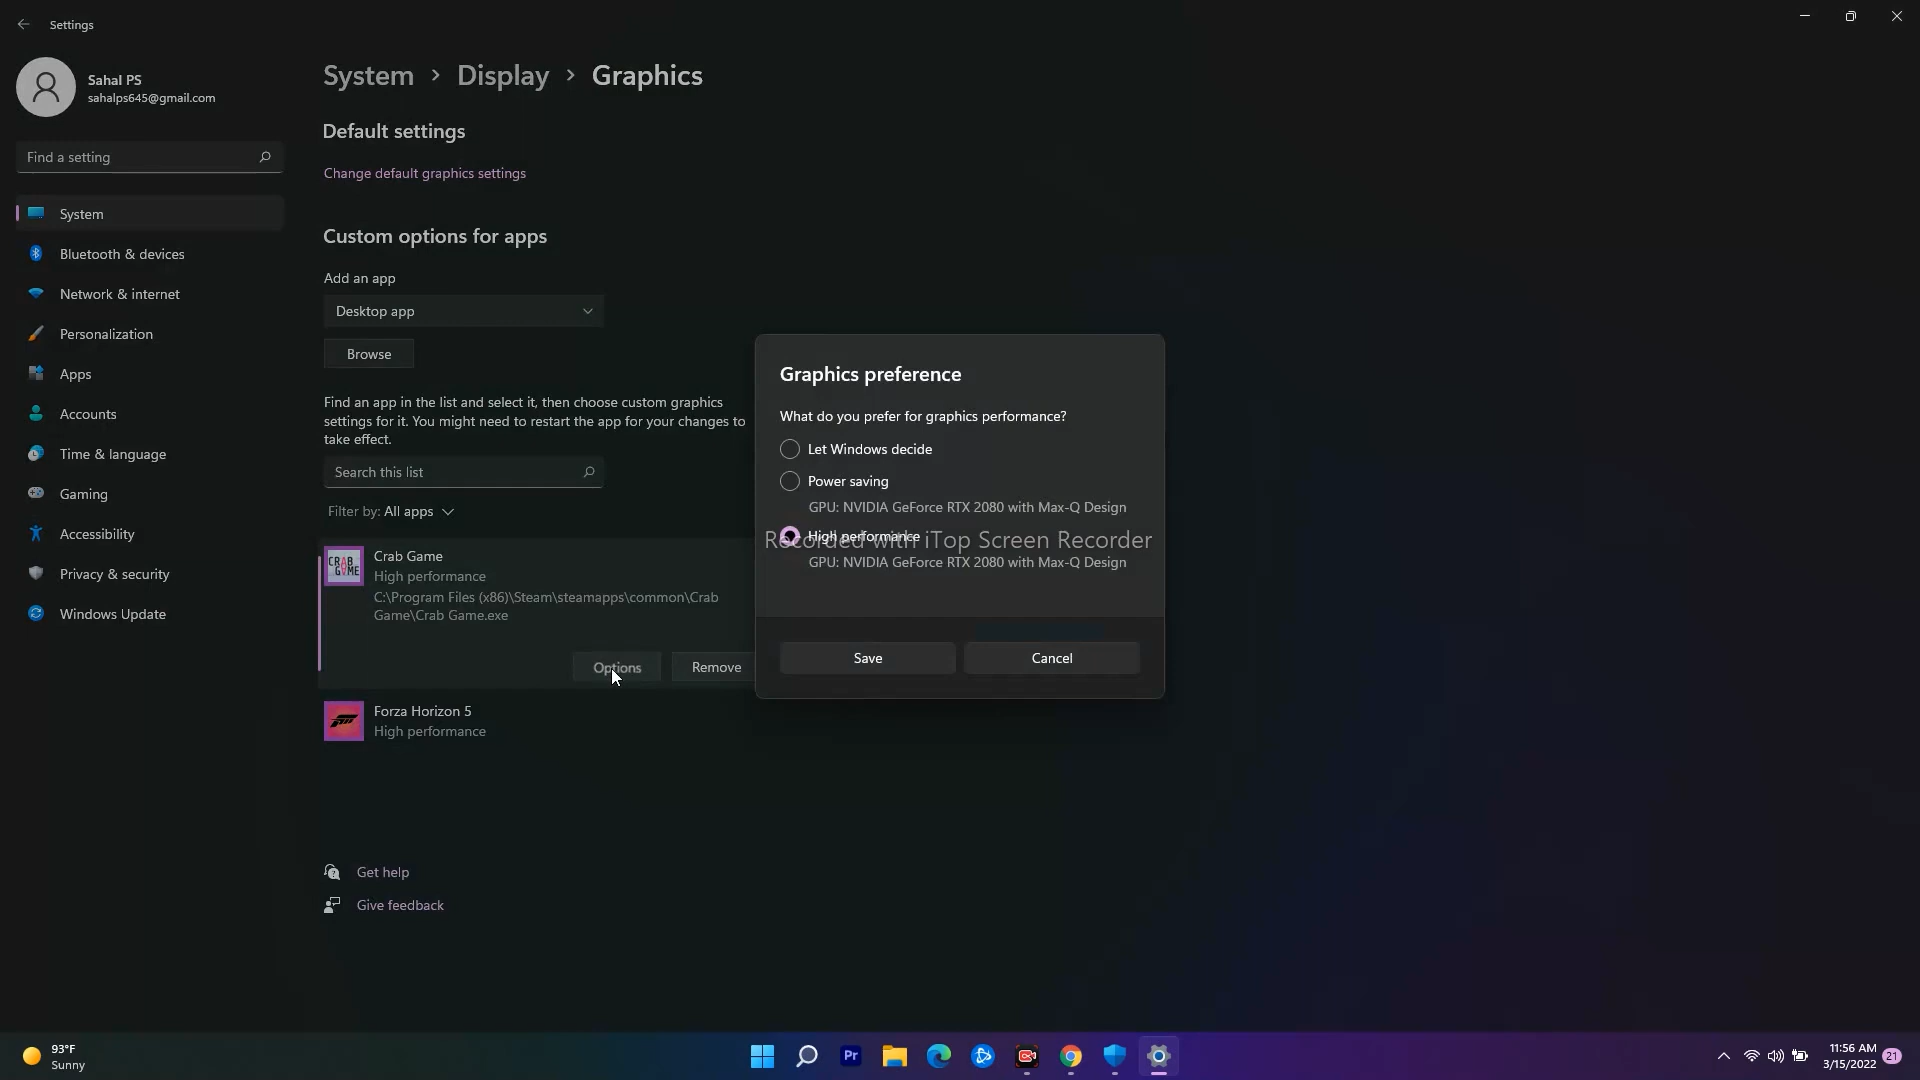 Settings
Sahal PS
sahalps645@gmail.com
Find a setting
System
Bluetooth & devices
Network & internet
Personalization
Apps
Accounts
Time & language
Gaming
Accessibility
Privacy & security
Windows Update
System > Display > Graphics
Default settings
Change default graphics settings
Custom options for apps
Add an app
Desktop app
Browse
Find an app in the list and select it, then choose custom graphics
settings for it. You might need to restart the app for your changes to
take effect.
Search this list
Filter by: All apps
CRAB
GAME
Crab Game
High performance
C:\Program Files (x86)\Steam\steamapps\common\Crab
Game\Crab Game.exe
Options
Remove
Forza Horizon 5
High performance
Get help
Give feedback
Graphics preference
What do you prefer for graphics performance?
Let Windows decide
Power saving
GPU: NVIDIA GeForce RTX 2080 with Max-Q Design
High performance
Recorded with iTop Screen Recorder
GPU: NVIDIA GeForce RTX 2080 with Max-Q Design
Save
Cancel
93°F
Sunny
Pr
11:56 AM
3/15/2022
21